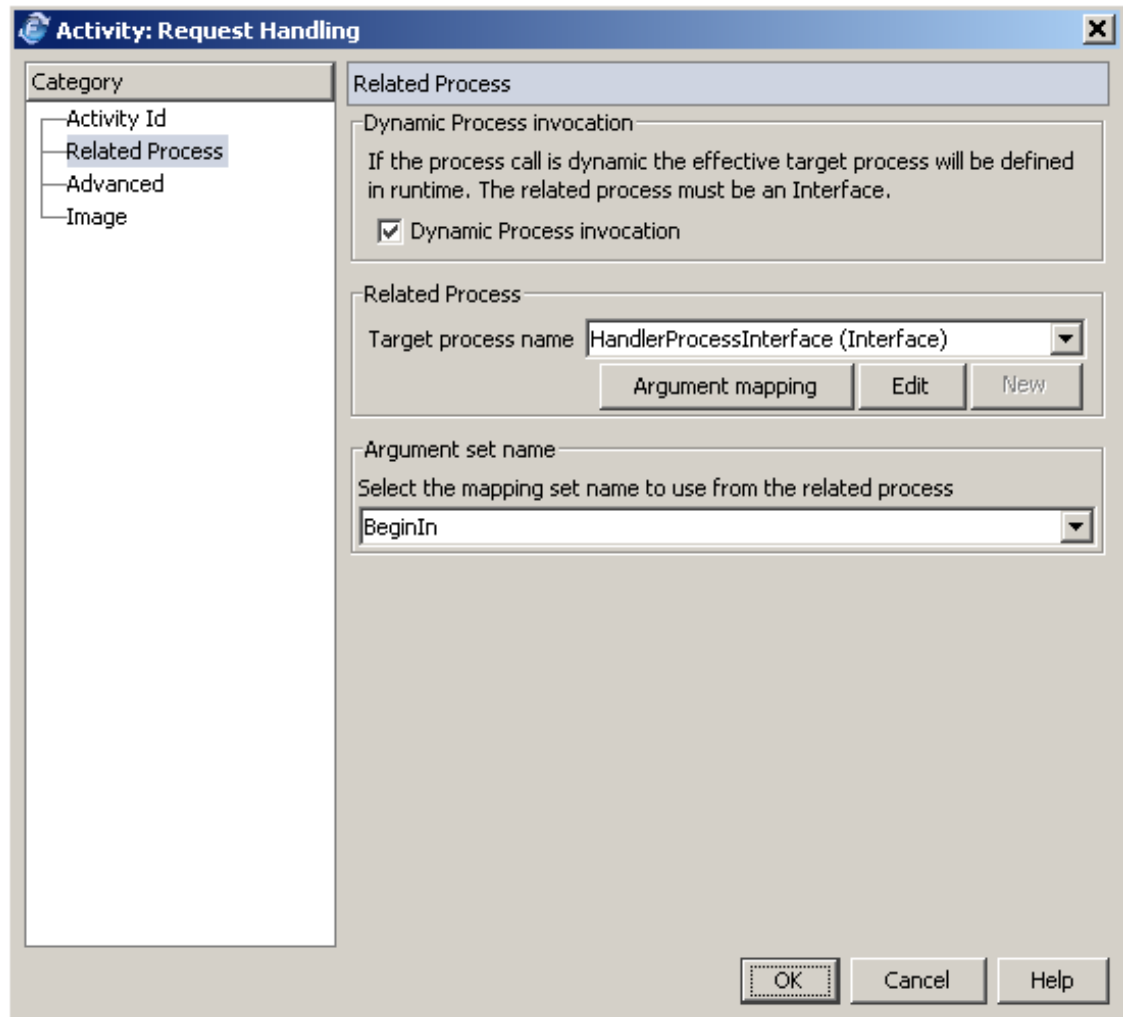 Activity: Request Handling
Category
Activity Id
Related Process
Advanced
Image
Related Process
Dynamic Process invocation
If the process call is dynamic the effective target process will be defined
in runtime. The related process must be an Interface.
Dynamic Process invocation
Related Process
Target process name HandlerProcessInterface (Interface)
Argument mapping Edit New
Argument set name
Select the mapping set name to use from the related process
BeginIn
OK Cancel Help